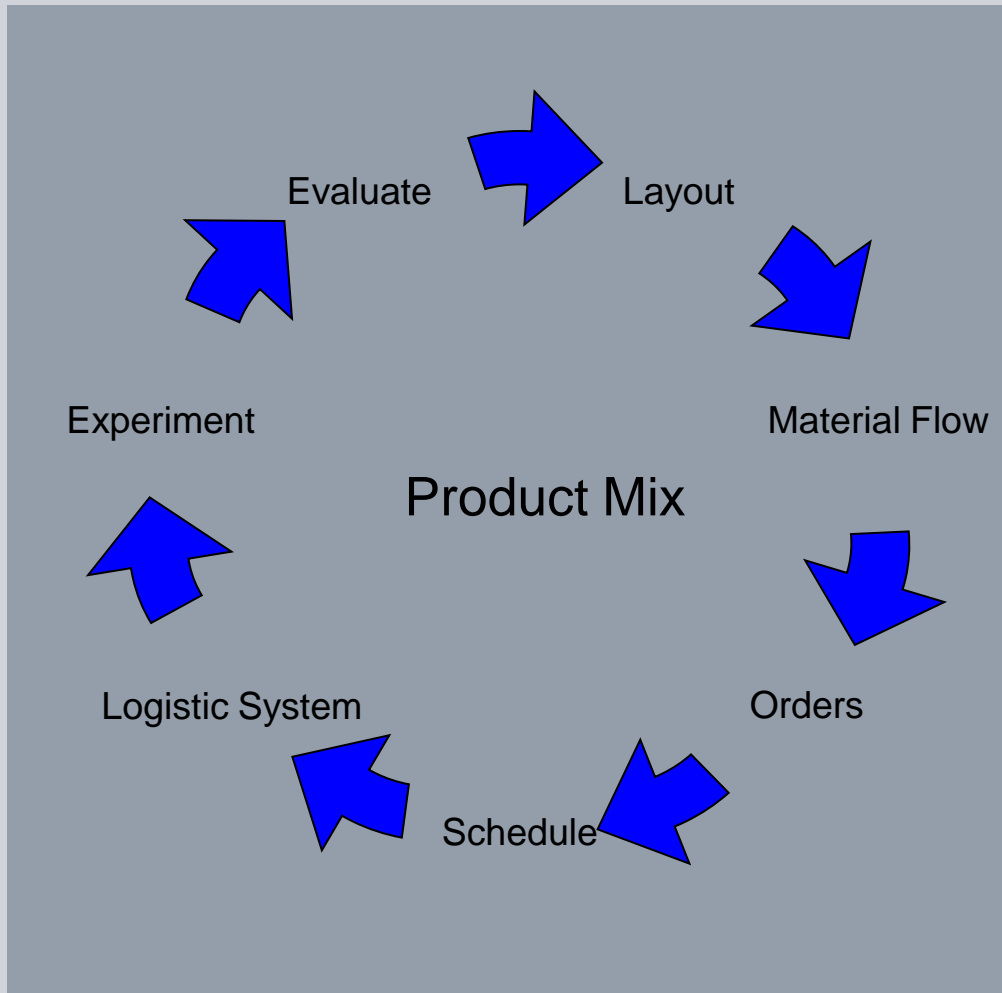 Evaluate
Layout
Experiment
Material Flow
Product Mix
Logistic System
Orders
Schedule